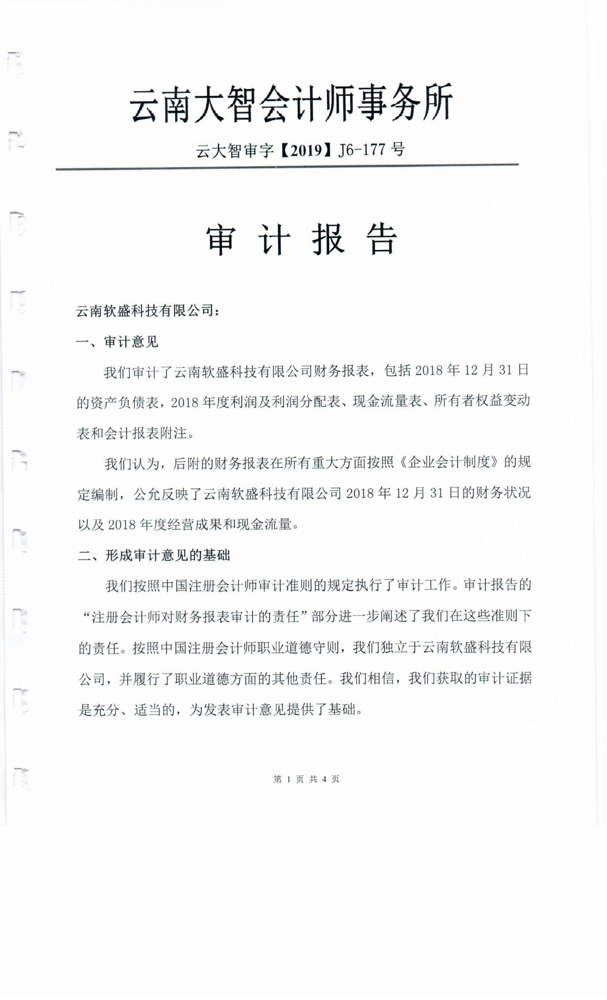 云南大智会计师事务所
云大智审字【2019】J6-177 号
审 计 报 告
云南软盛科技有限公司：
一、审计意见
我们审计了云南软盛科技有限公司财务报表，包括 2018 年 12 月 31 日
的资产负债表，2018 年度利润及利润分配表、现金流量表、所有者权益变动
表和会计报表附注。
我们认为，后附的财务报表在所有重大方面按照《企业会计制度》的规
定编制，公允反映了云南软盛科技有限公司 2018 年 12 月 31 日的财务状况
以及 2018 年度经营成果和现金流量。
二、形成审计意见的基础
我们按照中国注册会计师审计准则的规定执行了审计工作。审计报告的
“注册会计师对财务报表审计的责任”部分进一步阐述了我们在这些准则下
的责任。按照中国注册会计师职业道德守则，我们独立于云南软盛科技有限
公司，并履行了职业道德方面的其他责任。我们相信，我们获取的审计证据
是充分、适当的，为发表审计意见提供了基础。
第 1 页 共 4 页